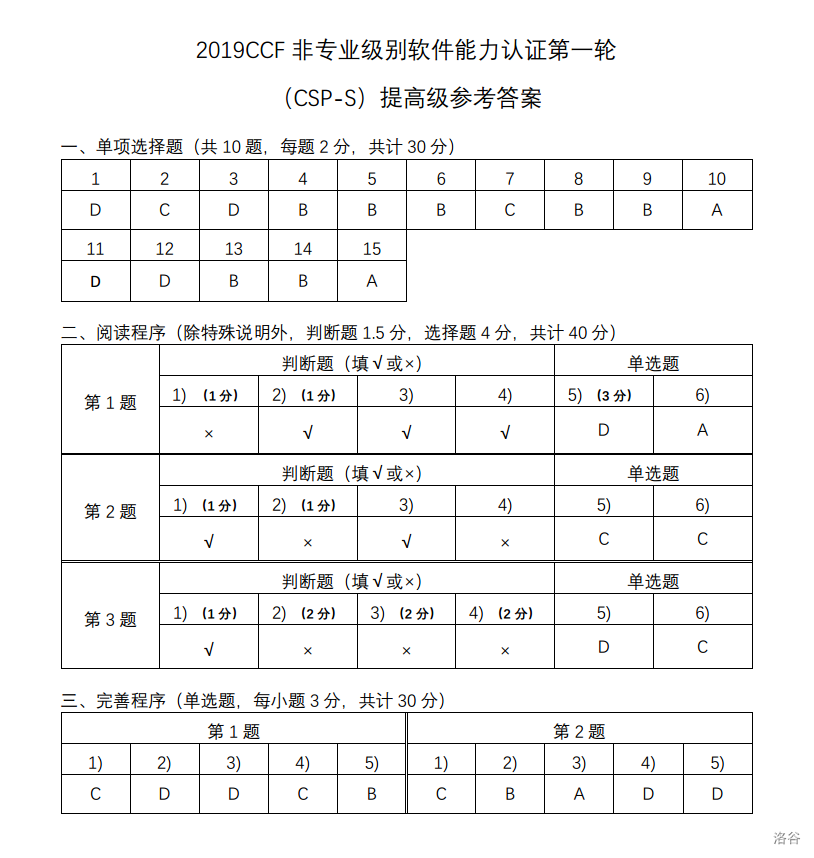 2019CCF 非专业级别软件能力认证第一轮
（CSP-S）提高级参考答案
一、单项选择题（共 10 题，每题 2 分，共计 30 分）
1 2 3 4 5 6 7 8 9 10
D C D B B B C B B A
11 12 13 14 15
D D B B A
二、阅读程序（除特殊说明外，判断题 1.5 分，选择题 4 分，共计 40 分）
第 1 题
判断题（填√或×） 单选题
1)（1 分） 2)（1 分） 3) 4) 5)（3 分） 6)
× √ √ √ D A
第 2 题
判断题（填√或×） 单选题
1)（1 分） 2)（1 分） 3) 4) 5) 6)
√ × √ × C C
第 3 题
判断题（填√或×） 单选题
1)（1 分） 2)（2 分） 3)（2 分） 4)（2 分） 5) 6)
√ × × × D C
三、完善程序（单选题，每小题 3 分，共计 30 分）
第 1 题 第 2 题
1) 2) 3) 4) 5) 1) 2) 3) 4) 5)
C D D C B C B A D D
洛谷